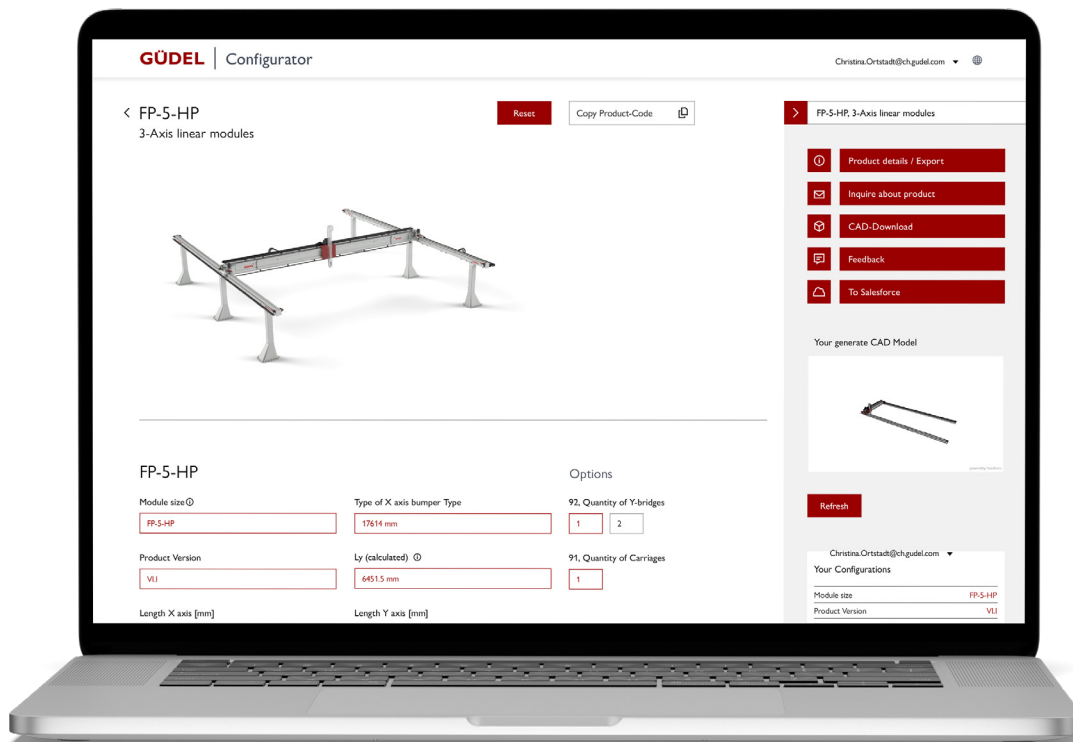 GÜDEL | Configurator
Christina.Ortstadt@ch.gudel.com
FP-5-HP
3-Axis linear modules
Reset
Copy Product-Code
FP-5-HP, 3-Axis linear modules
Product details / Export
Inquire about product
CAD-Download
Feedback
To Salesforce
Your generate CAD Model
Refresh
FP-5-HP
Options
Module size
Type of X axis bumper Type
92, Quantity of Y-bridges
FP-5-HP
17614 mm
1
2
Product Version
Ly (calculated)
91, Quantity of Carriages
VI.I
6451.5 mm
1
Length X axis [mm]
Length Y axis [mm]
Christina.Ortstadt@ch.gudel.com
Your Configurations
Module size FP-5-HP
Product Version VI.I